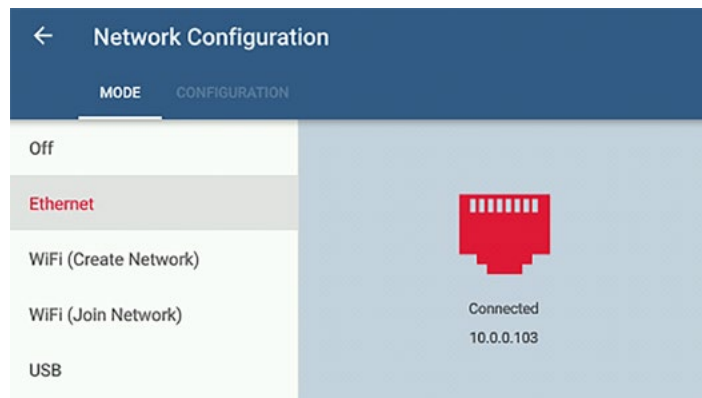 Network Configuration
MODE CONFIGURATION
Off
Ethernet
WiFi (Create Network)
WiFi (Join Network)
USB
Connected
10.0.0.103